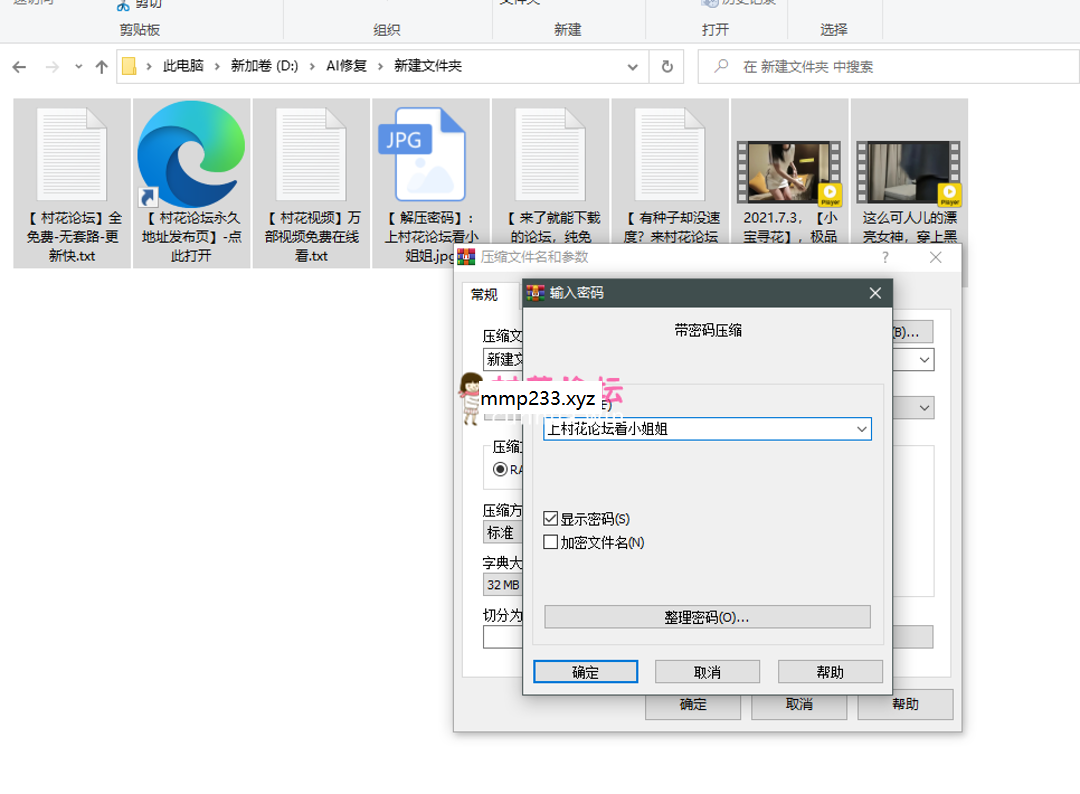 剪切
剪贴板
组织
新建
打开
选择
此电脑 › 新加卷 (D:) › AI修复 › 新建文件夹
在 新建文件夹 中搜索
【 村花论坛】全
免费-无套路-更
新快.txt
【 村花论坛永久
地址发布页】-点
此打开
【 村花视频】万
部视频免费在线
看.txt
JPG
【 解压密码】:
上村花论坛看小
姐姐.jpg
【 来了就能下载
的论坛，纯免
【 有种子却没速
度？来村花论坛
Player
2021.7.3，【小
宝寻花】，极品
Player
这么可人儿的漂
亮女神，穿上黑
压缩文件名和参数
?
常规
输入密码
带密码压缩
压缩文
(B)...
新建文
mmp233.xyz
上村花论坛看小姐姐
压缩文
RA
压缩方
标准
字典大
32 MB
切分为
显示密码(S)
加密文件名(N)
整理密码(O)...
确定
取消
帮助
确定
取消
帮助